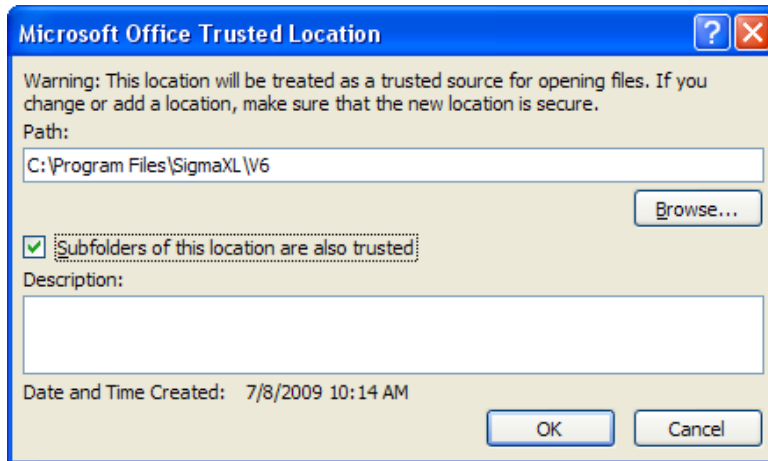 Microsoft Office Trusted Location
Warning: This location will be treated as a trusted source for opening files. If you
change or add a location, make sure that the new location is secure.
Path:
C:\Program Files\SigmaXL\V6
Browse...
Subfolders of this location are also trusted
Description:
Date and Time Created: 7/8/2009 10:14 AM
OK Cancel